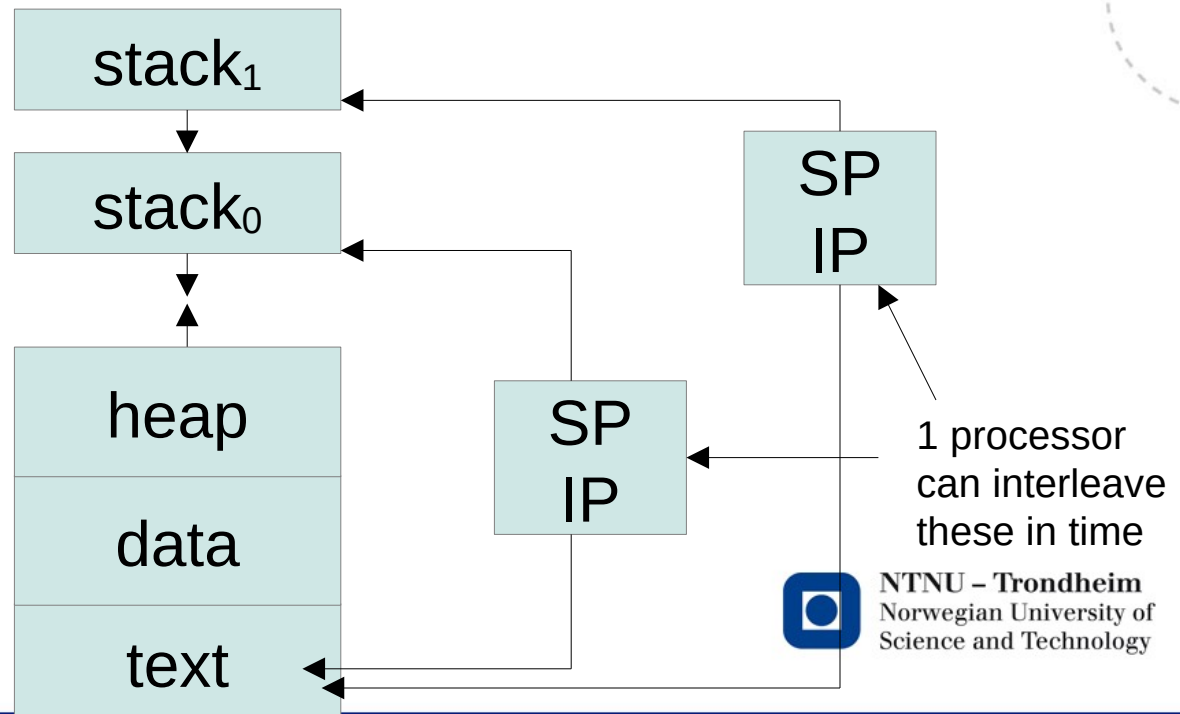 stack₁
stack₀
heap
data
text
SP
IP
SP
IP
1 processor
can interleave
these in time
NTNU – Trondheim
Norwegian University of
Science and Technology